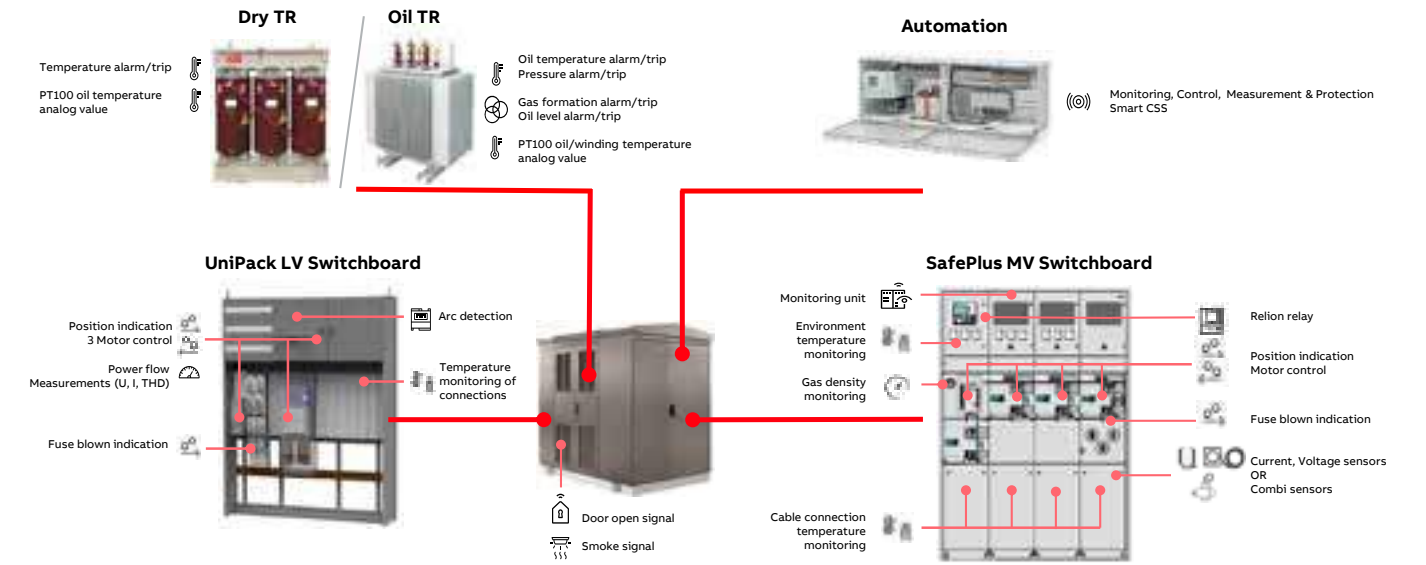 Dry TR
Oil TR
Automation
Temperature alarm/trip
PT100 oil temperature
analog value
Oil temperature alarm/trip
Pressure alarm/trip
Gas formation alarm/trip
Oil level alarm/trip
PT100 oil/winding temperature
analog value
Monitoring, Control, Measurement & Protection
Smart CSS
UniPack LV Switchboard
Position indication
3 Motor control
Power flow
Measurements (U, I, THD)
Fuse blown indication
Arc detection
Temperature
monitoring of
connections
Door open signal
Smoke signal
SafePlus MV Switchboard
Monitoring unit
Environment
temperature
monitoring
Gas density
monitoring
Cable connection
temperature
monitoring
Relion relay
Position indication
Motor control
Fuse blown indication
Current, Voltage sensors
OR
Combi sensors